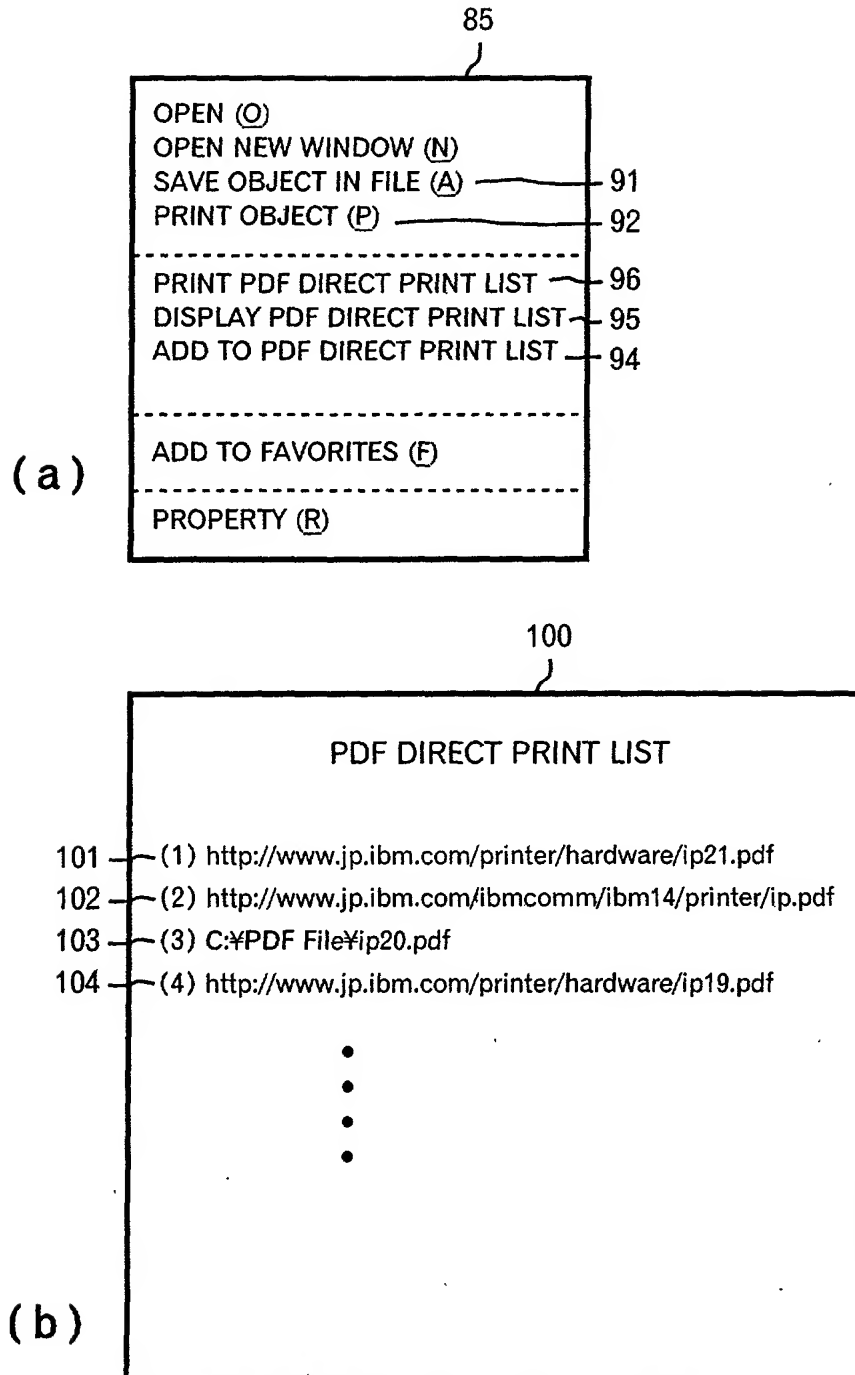 85
OPEN (O)
OPEN NEW WINDOW (N)
SAVE OBJECT IN FILE (A) 91
PRINT OBJECT (P) 92
PRINT PDF DIRECT PRINT LIST 96
DISPLAY PDF DIRECT PRINT LIST 95
ADD TO PDF DIRECT PRINT LIST 94
ADD TO FAVORITES (F)
(a)
PROPERTY (R)
100
PDF DIRECT PRINT LIST
101 (1) http://www.jp.ibm.com/printer/hardware/ip21.pdf
102 (2) http://www.jp.ibm.com/ibmcomm/ibm14/printer/ip.pdf
103 (3) C:¥PDF File¥ip20.pdf
104 (4) http://www.jp.ibm.com/printer/hardware/ip19.pdf
(b)